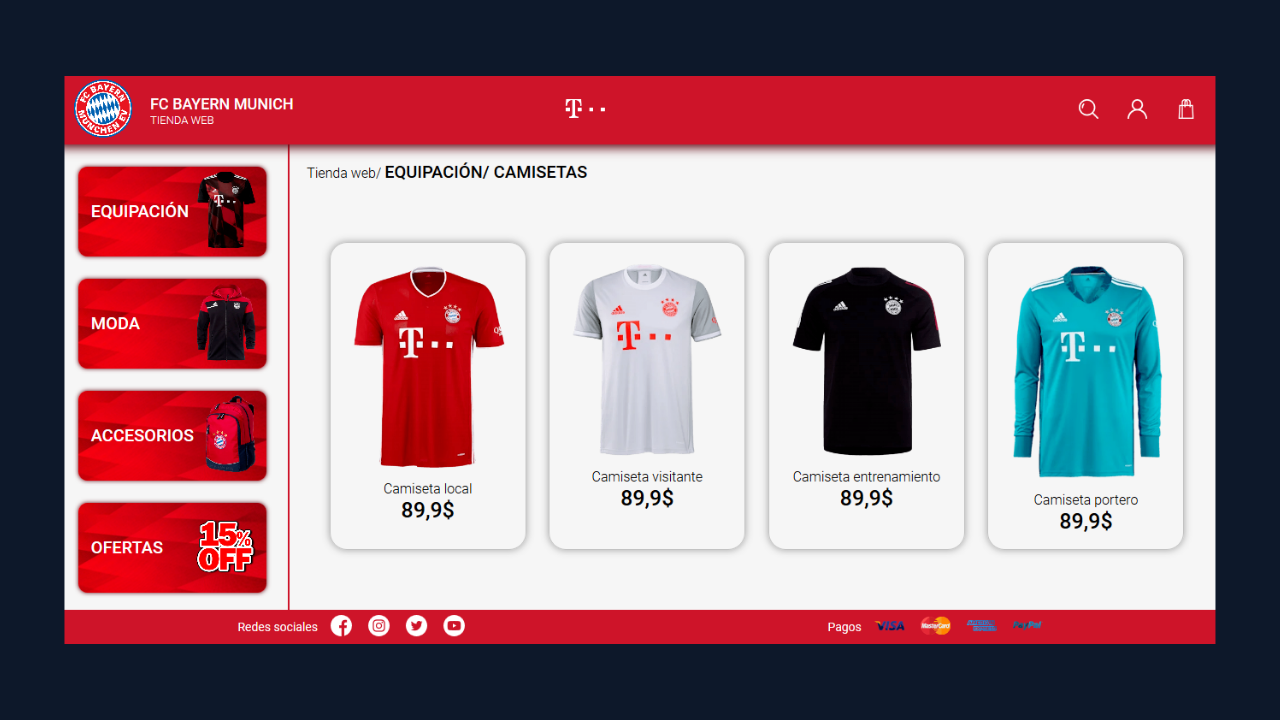 FC BAYERN
MÜNCHEN EV
FC BAYERN MUNICH
TIENDA WEB
T
Tienda web/ EQUIPACIÓN/ CAMISETAS
EQUIPACIÓN
T
MODA
ACCESORIOS
OFERTAS
15%
OFF
T
Camiseta local
89,9$
T
Camiseta visitante
89,9$
Camiseta entrenamiento
89,9$
T
Camiseta portero
89,9$
Redes sociales
Pagos
VISA
MasterCard
PayPal